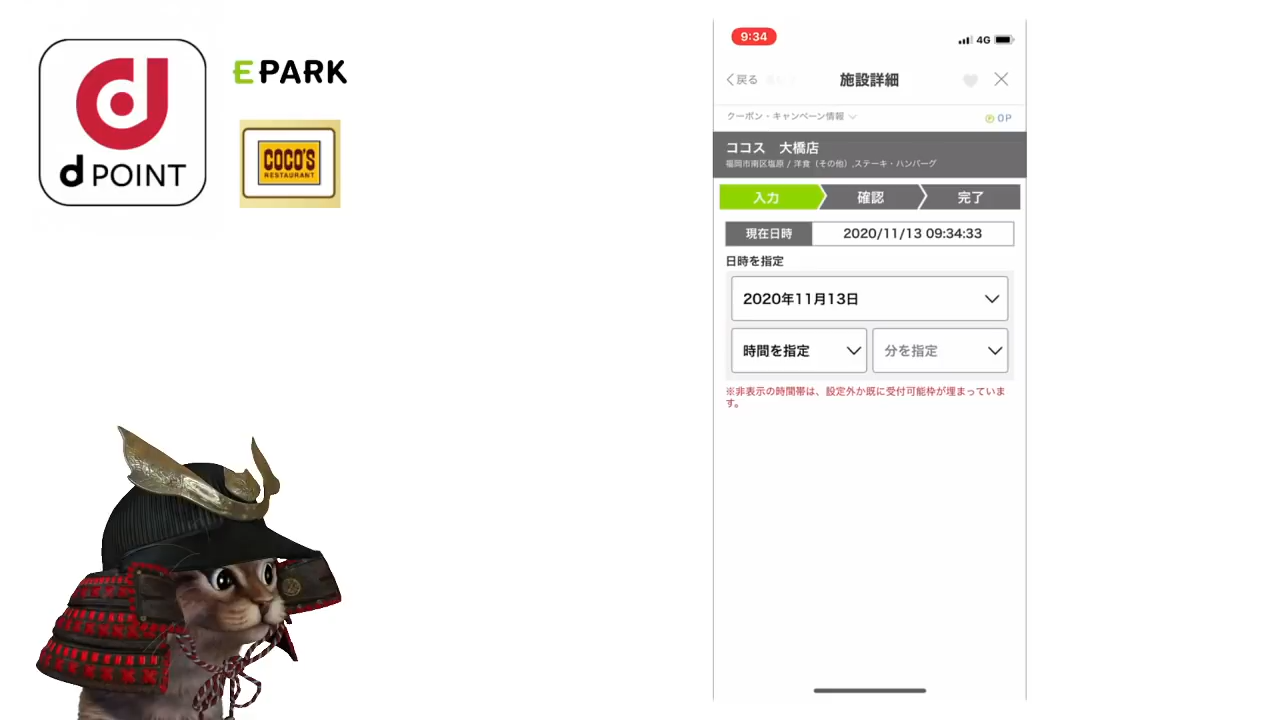 d POINT
EPARK
COCO'S
RESTAURANT
9:34
4G
戻る
施設詳細
クーポン・キャンペーン情報
P 0P
ココス 大橋店
福岡市南区塩原 / 洋食（その他）,ステーキ・ハンバーグ
入力
確認
完了
現在日時
2020/11/13 09:34:33
日時を指定
2020年11月13日
時間を指定
分を指定
※非表示の時間帯は、設定外か既に受付可能枠が埋まっていま
す。